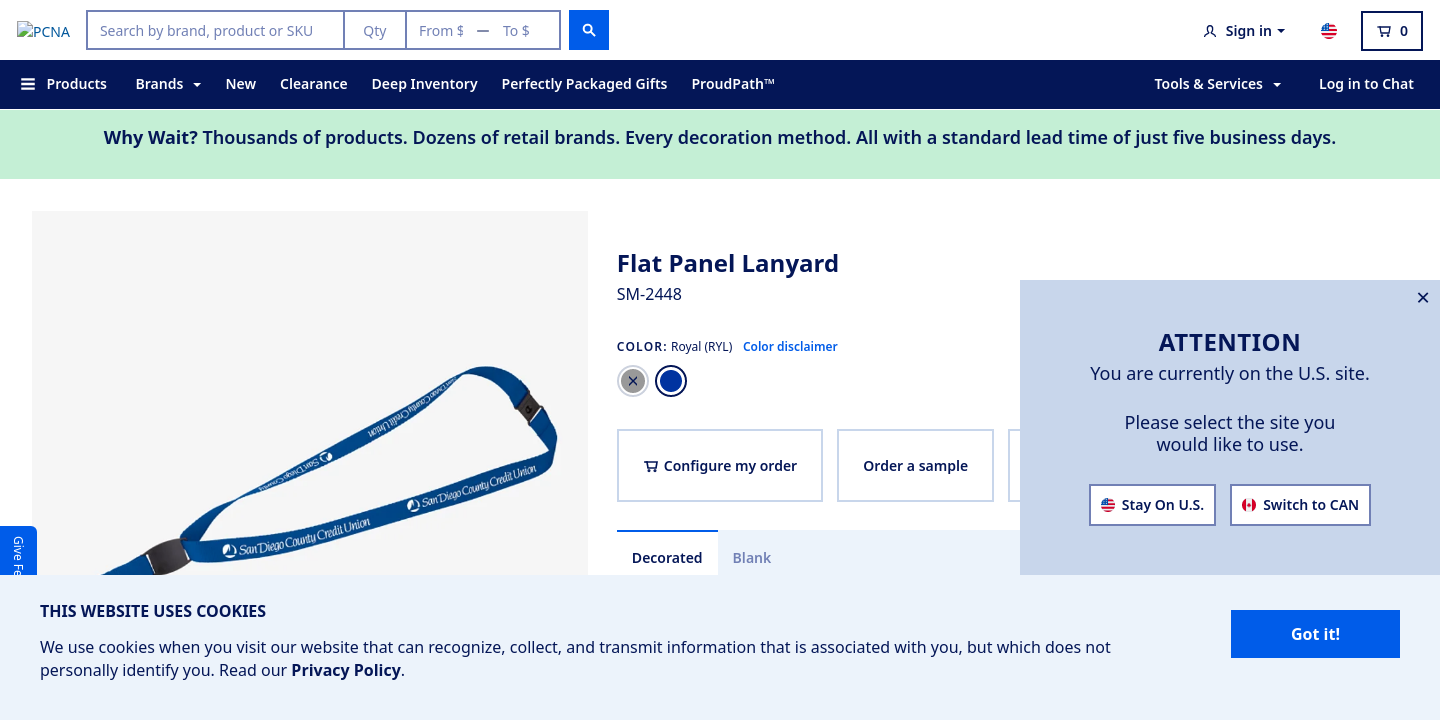 PCNA
Search by brand, product or SKU
Qty
From $ — To $
Sign in
0
Products
Brands
New
Clearance
Deep Inventory
Perfectly Packaged Gifts
ProudPath™
Tools & Services
Log in to Chat
Why Wait? Thousands of products. Dozens of retail brands. Every decoration method. All with a standard lead time of just five business days.
Flat Panel Lanyard
SM-2448
COLOR: Royal (RYL) Color disclaimer
Configure my order
Order a sample
Decorated
Blank
San Diego County Credit Union
San Diego County Credit Union
San Diego County Credit Union
San Diego County Credit Union
Give Fe
ATTENTION
You are currently on the U.S. site.
Please select the site you
would like to use.
Stay On U.S.
Switch to CAN
THIS WEBSITE USES COOKIES
We use cookies when you visit our website that can recognize, collect, and transmit information that is associated with you, but which does not
personally identify you. Read our Privacy Policy.
Got it!